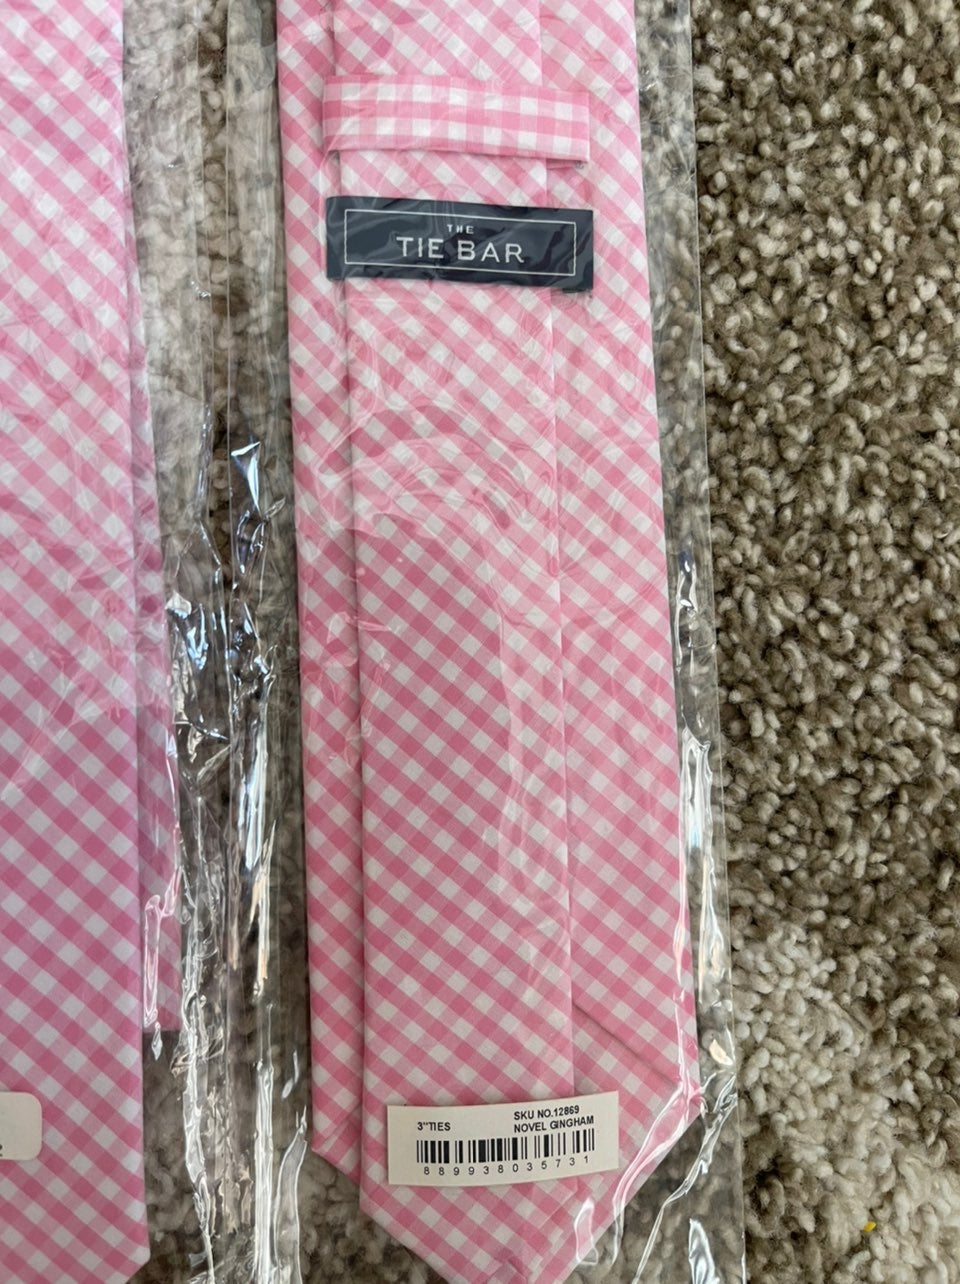 THE
TIE BAR
3"TIES
SKU NO.12869
NOVEL GINGHAM
889938035731